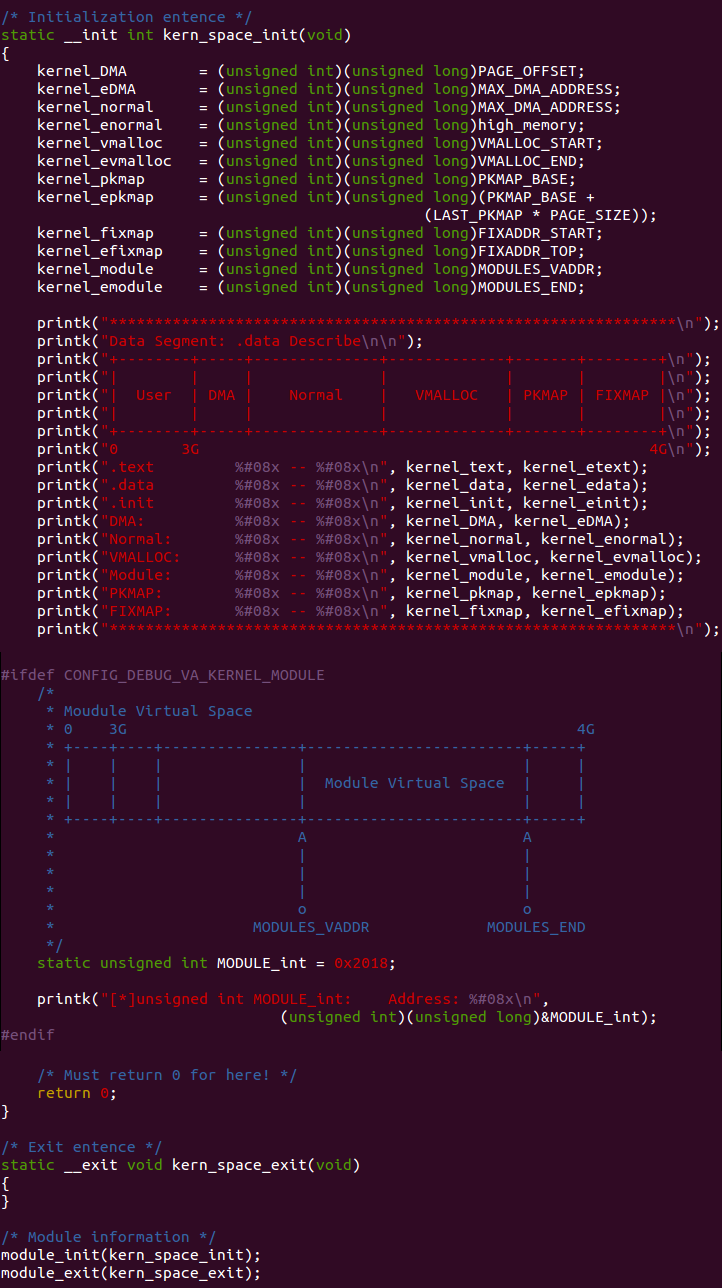 /* Initialization entence */
static __init int kern_space_init(void)
{
    kernel_DMA        = (unsigned int)(unsigned long)PAGE_OFFSET;
    kernel_eDMA       = (unsigned int)(unsigned long)MAX_DMA_ADDRESS;
    kernel_normal     = (unsigned int)(unsigned long)MAX_DMA_ADDRESS;
    kernel_enormal    = (unsigned int)(unsigned long)high_memory;
    kernel_vmalloc    = (unsigned int)(unsigned long)VMALLOC_START;
    kernel_evmalloc   = (unsigned int)(unsigned long)VMALLOC_END;
    kernel_pkmap      = (unsigned int)(unsigned long)PKMAP_BASE;
    kernel_epkmap     = (unsigned int)(unsigned long)(PKMAP_BASE +
                                               (LAST_PKMAP * PAGE_SIZE));
    kernel_fixmap     = (unsigned int)(unsigned long)FIXADDR_START;
    kernel_efixmap    = (unsigned int)(unsigned long)FIXADDR_TOP;
    kernel_module     = (unsigned int)(unsigned long)MODULES_VADDR;
    kernel_emodule    = (unsigned int)(unsigned long)MODULES_END;

    printk("***************************************************************\n");
    printk("Data Segment: .data Describe\n\n");
    printk("+--------+-----+--------------+-------------+-------+--------+\n");
    printk("|        |     |              |             |       |        |\n");
    printk("|  User  | DMA |    Normal    |   VMALLOC   | PKMAP | FIXMAP |\n");
    printk("|        |     |              |             |       |        |\n");
    printk("+--------+-----+--------------+-------------+-------+--------+\n");
    printk("0       3G                                                  4G\n");
    printk(".text         %#08x -- %#08x\n", kernel_text, kernel_etext);
    printk(".data         %#08x -- %#08x\n", kernel_data, kernel_edata);
    printk(".init         %#08x -- %#08x\n", kernel_init, kernel_einit);
    printk("DMA:          %#08x -- %#08x\n", kernel_DMA, kernel_eDMA);
    printk("Normal:       %#08x -- %#08x\n", kernel_normal, kernel_enormal);
    printk("VMALLOC:      %#08x -- %#08x\n", kernel_vmalloc, kernel_evmalloc);
    printk("Module:       %#08x -- %#08x\n", kernel_module, kernel_emodule);
    printk("PKMAP:        %#08x -- %#08x\n", kernel_pkmap, kernel_epkmap);
    printk("FIXMAP:       %#08x -- %#08x\n", kernel_fixmap, kernel_efixmap);
    printk("***************************************************************\n");

#ifdef CONFIG_DEBUG_VA_KERNEL_MODULE
    /*
     * Moudule Virtual Space
     * 0    3G                                                  4G
     * +----+----+---------------+------------------------+-----+
     * |    |    |               |                        |     |
     * |    |    |               |  Module Virtual Space  |     |
     * |    |    |               |                        |     |
     * +----+----+---------------+------------------------+-----+
     *                           A                        A
     *                           |                        |
     *                           |                        |
     *                           |                        |
     *                           o                        o
     *                      MODULES_VADDR             MODULES_END
     */
    static unsigned int MODULE_int = 0x2018;

    printk("[*]unsigned int MODULE_int:    Address: %#08x\n",
                               (unsigned int)(unsigned long)&MODULE_int);
#endif

    /* Must return 0 for here! */
    return 0;
}

/* Exit entence */
static __exit void kern_space_exit(void)
{
}

/* Module information */
module_init(kern_space_init);
module_exit(kern_space_exit);